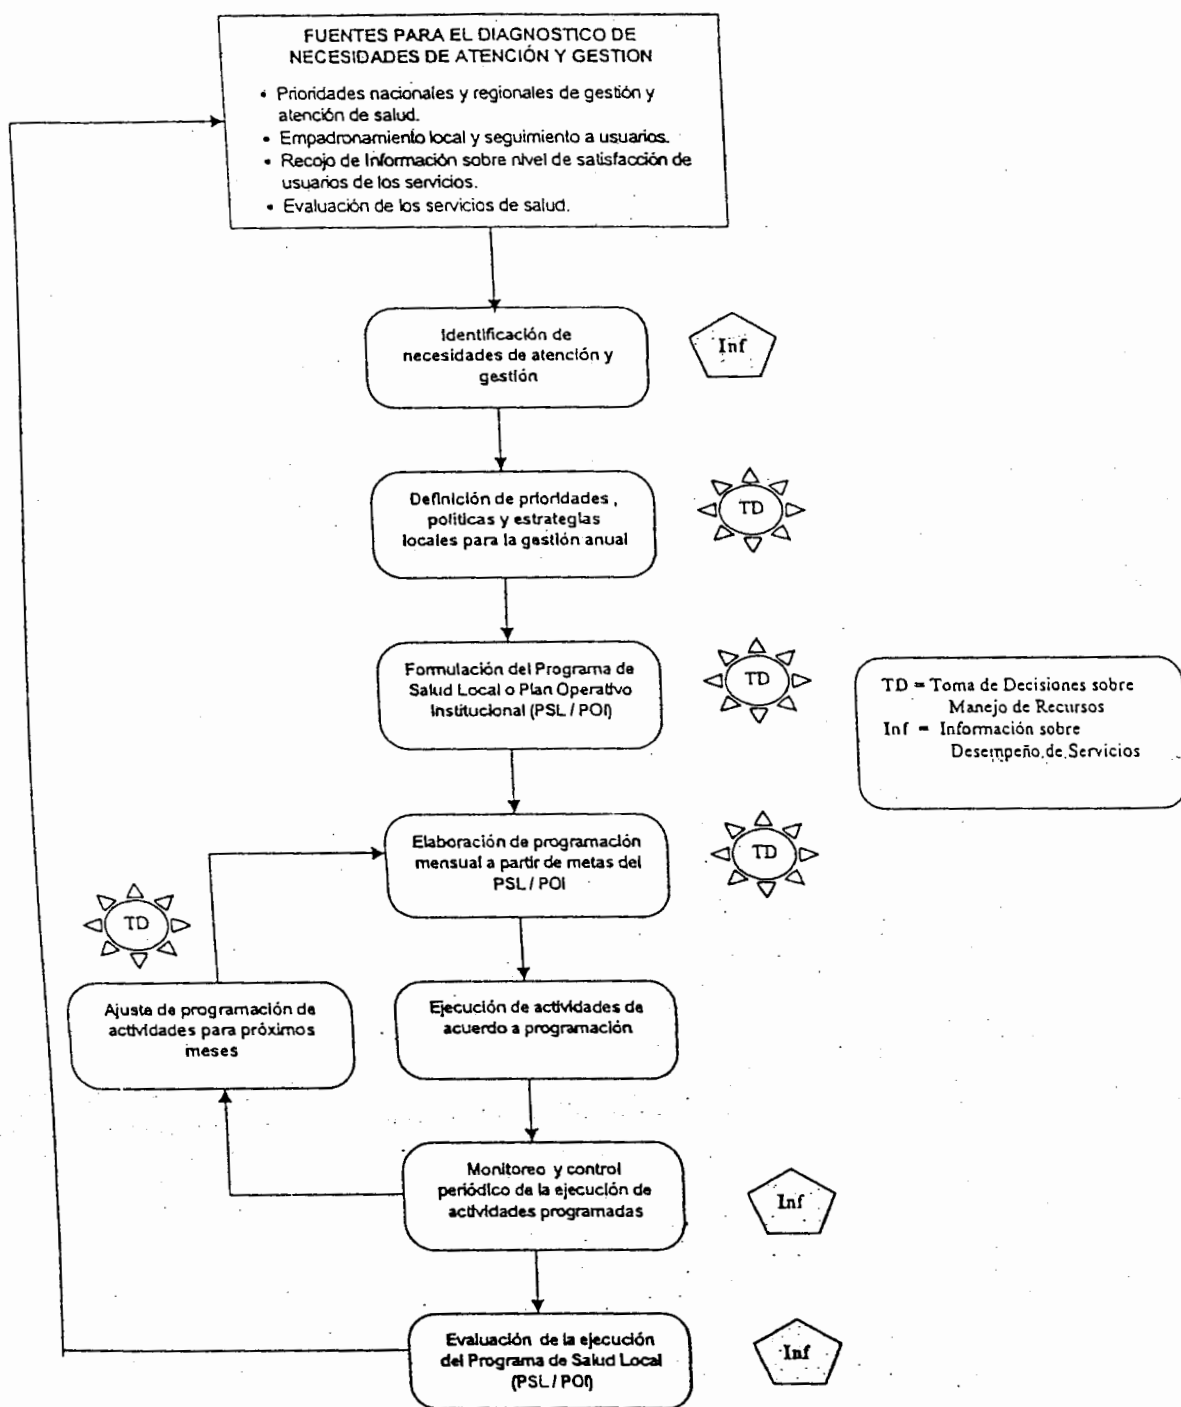 FUENTES PARA EL DIAGNOSTICO DE
NECESIDADES DE ATENCIÓN Y GESTION
• Prioridades nacionales y regionales de gestión y
atención de salud.
• Empadronamiento local y seguimiento a usuarios.
• Recojo de Información sobre nivel de satisfacción de
usuarios de los servicios.
• Evaluación de los servicios de salud.
Identificación de
necesidades de atención y
gestión
Inf
Definición de prioridades ,
políticas y estrategias
locales para la gestión anual
TD
Formulación del Programa de
Salud Local o Plan Operativo
Institucional (PSL / POI)
TD
TD = Toma de Decisiones sobre
Manejo de Recursos
Inf = Información sobre
Desempeño de Servicios
Elaboración de programación
mensual a partir de metas del
PSL / POI
TD
TD
Ajuste de programación de
actividades para próximos
meses
Ejecución de actividades de
acuerdo a programación
Monitoreo y control
periódico de la ejecución de
actividades programadas
Inf
Evaluación de la ejecución
del Programa de Salud Local
(PSL / POI)
Inf